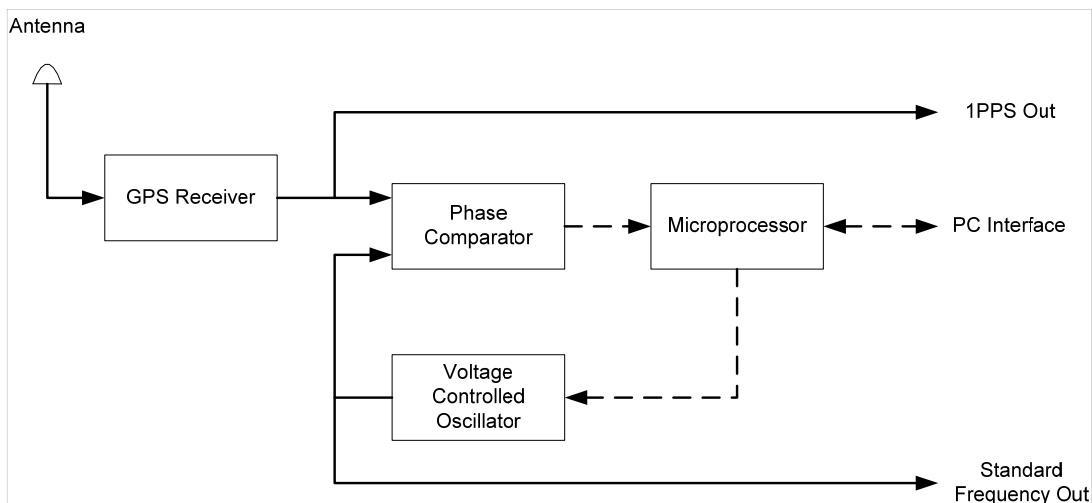 Antenna
1PPS Out
GPS Receiver
Phase
Comparator
Microprocessor
PC Interface
Voltage
Controlled
Oscillator
Standard
Frequency Out